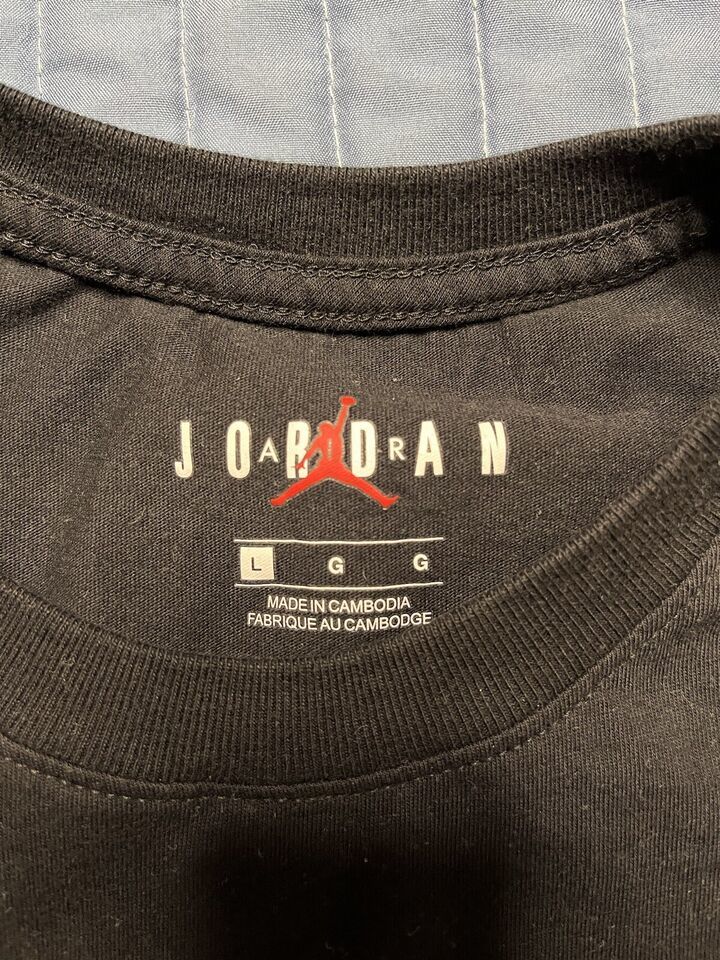 JORDAN
AIR
L G G
MADE IN CAMBODIA
FABRIQUE AU CAMBODGE